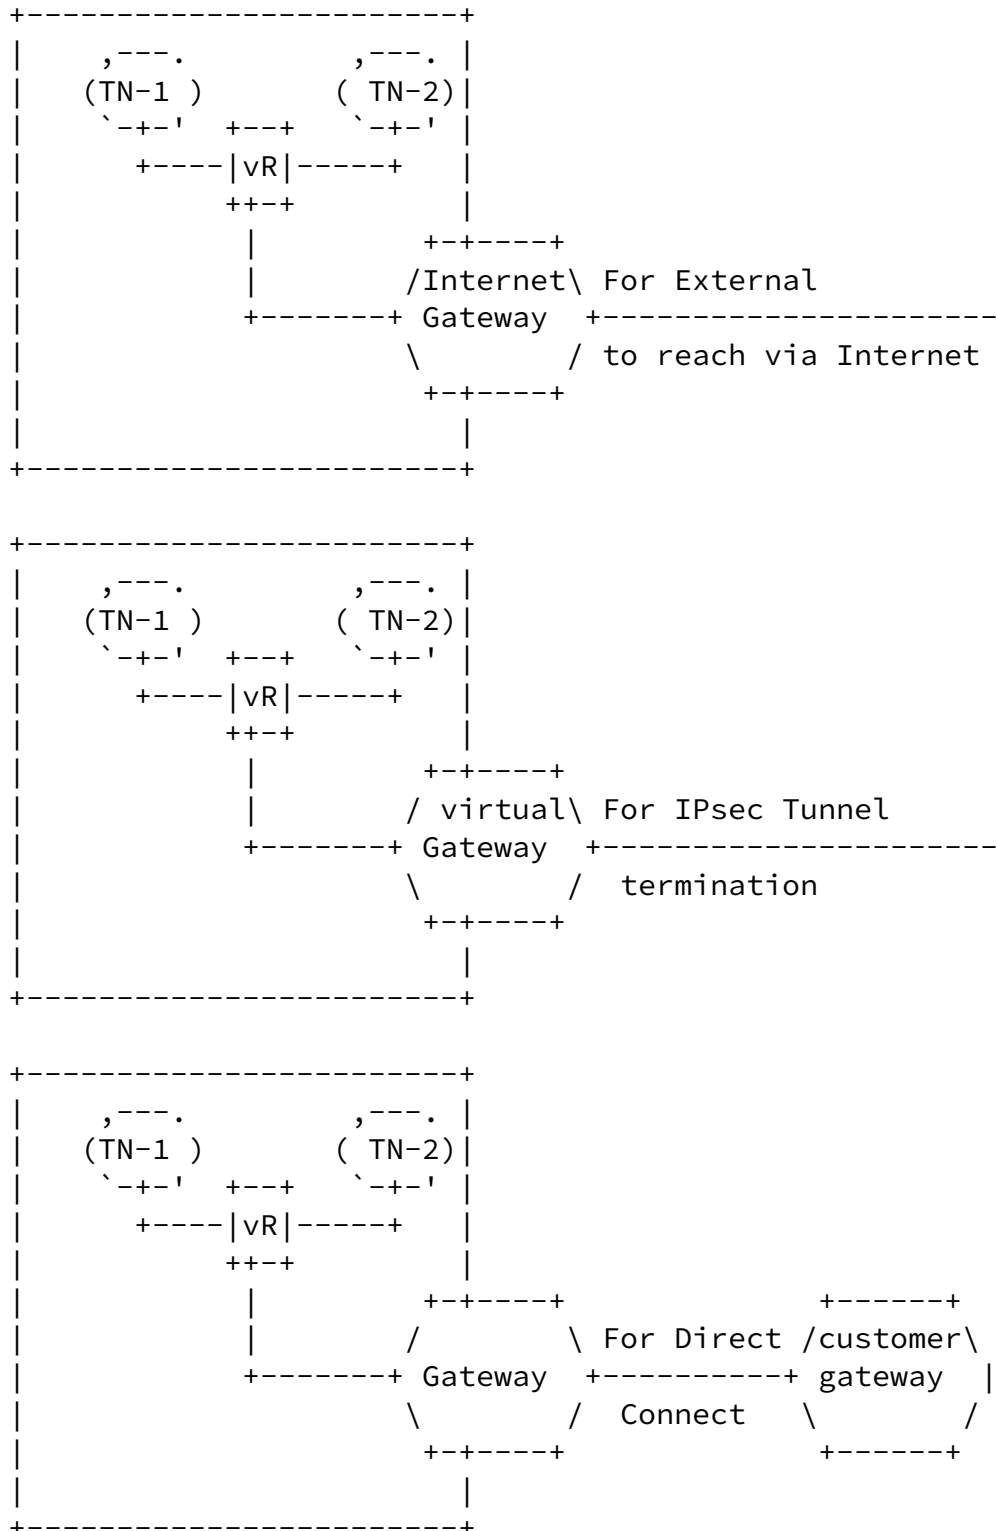 (TN-1 ) ( TN-2)
|vR|
/Internet\ For External
Gateway
to reach via Internet
(TN-1 ) ( TN-2)
|vR|
/ virtual\ For IPsec Tunnel
Gateway
termination
(TN-1 ) ( TN-2)
|vR|
For Direct /customer\
Gateway gateway
Connect